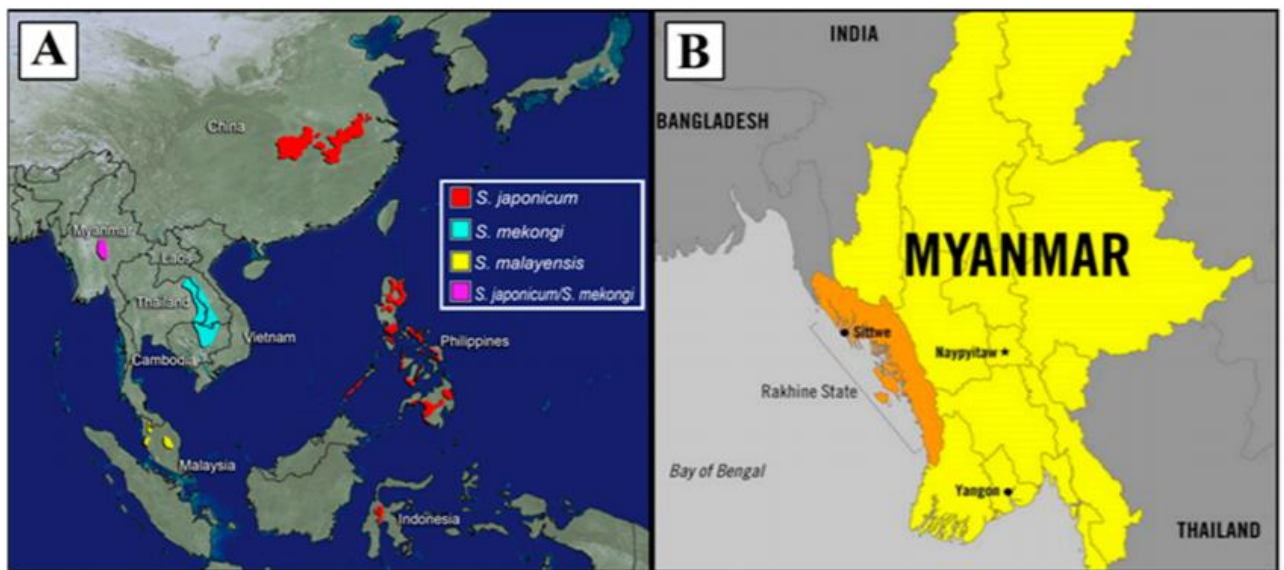 A
China
Myanmar
Laos
Thailand
Vietnam
Cambodia
Philippines
Malaysia
Indonesia
S. japonicum
S. mekongi
S. malayensis
S. japonicum/S. mekongi
B
INDIA
BANGLADESH
MYANMAR
Sittwe
Naypyitaw
Rakhine State
Bay of Bengal
Yangon
THAILAND